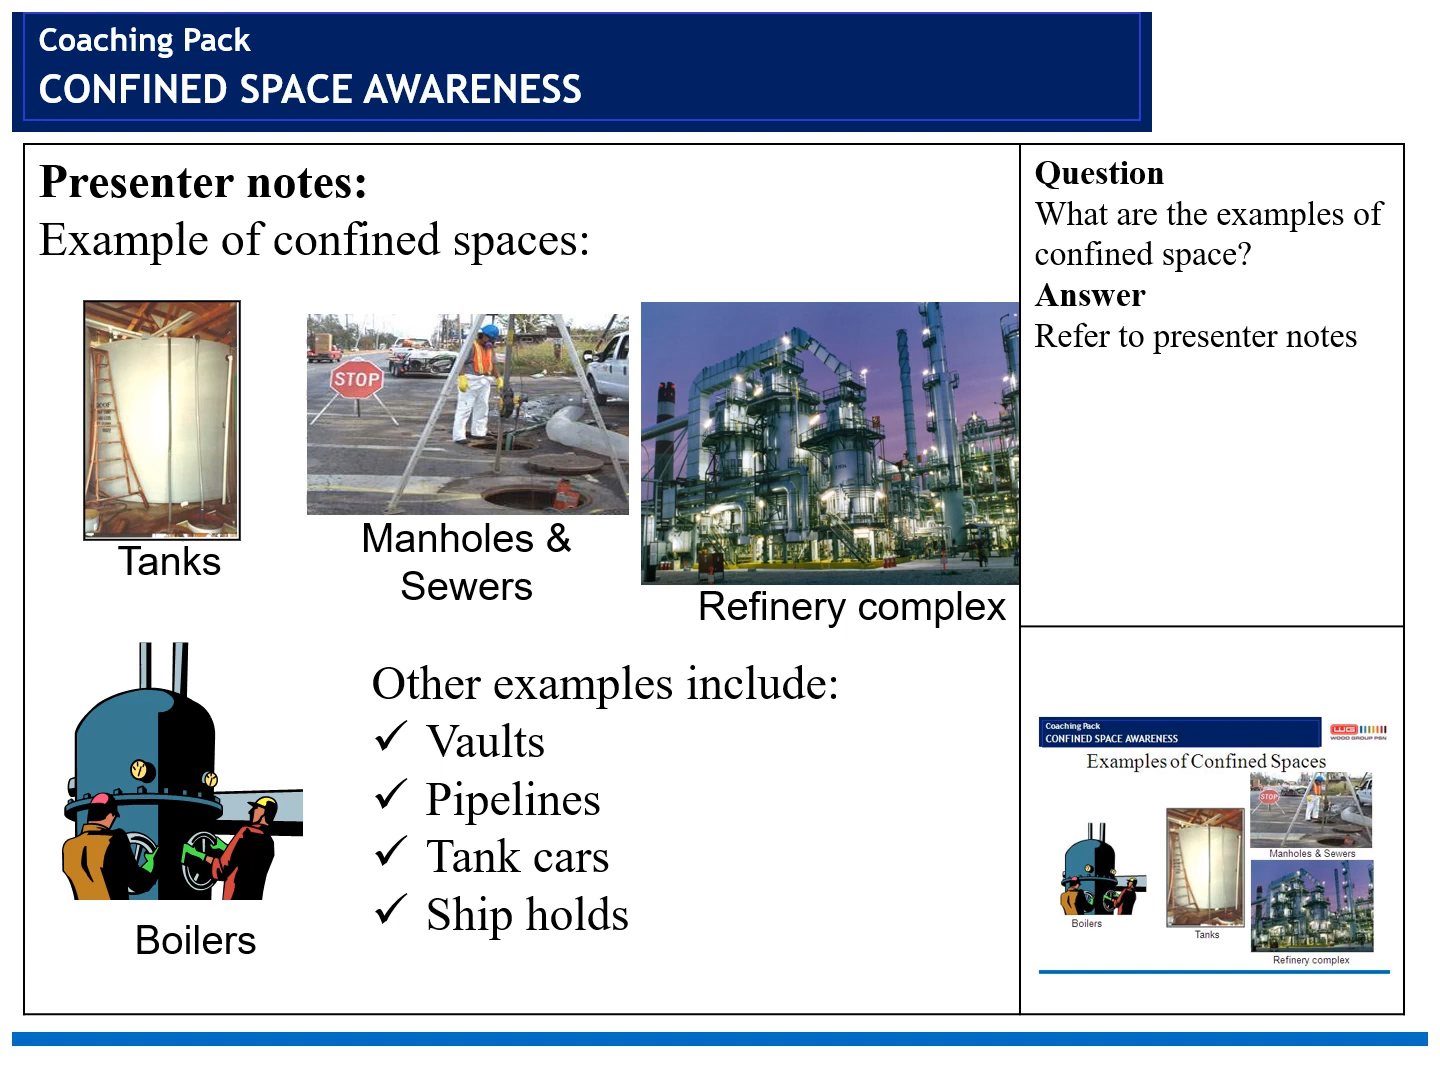 Coaching Pack
CONFINED SPACE AWARENESS
Presenter notes:
Example of confined spaces:
STOP
Tanks
Manholes &
Sewers
Refinery complex
Boilers
Other examples include:
✓ Vaults
✓ Pipelines
✓ Tank cars
✓ Ship holds
Question
What are the examples of
confined space?
Answer
Refer to presenter notes
Coaching Pack
CONFINED SPACE AWARENESS
WG
WOOD GROUP PSN
Examples of Confined Spaces
STOP
Manholes & Sewers
Boilers
Tanks
Refinery complex